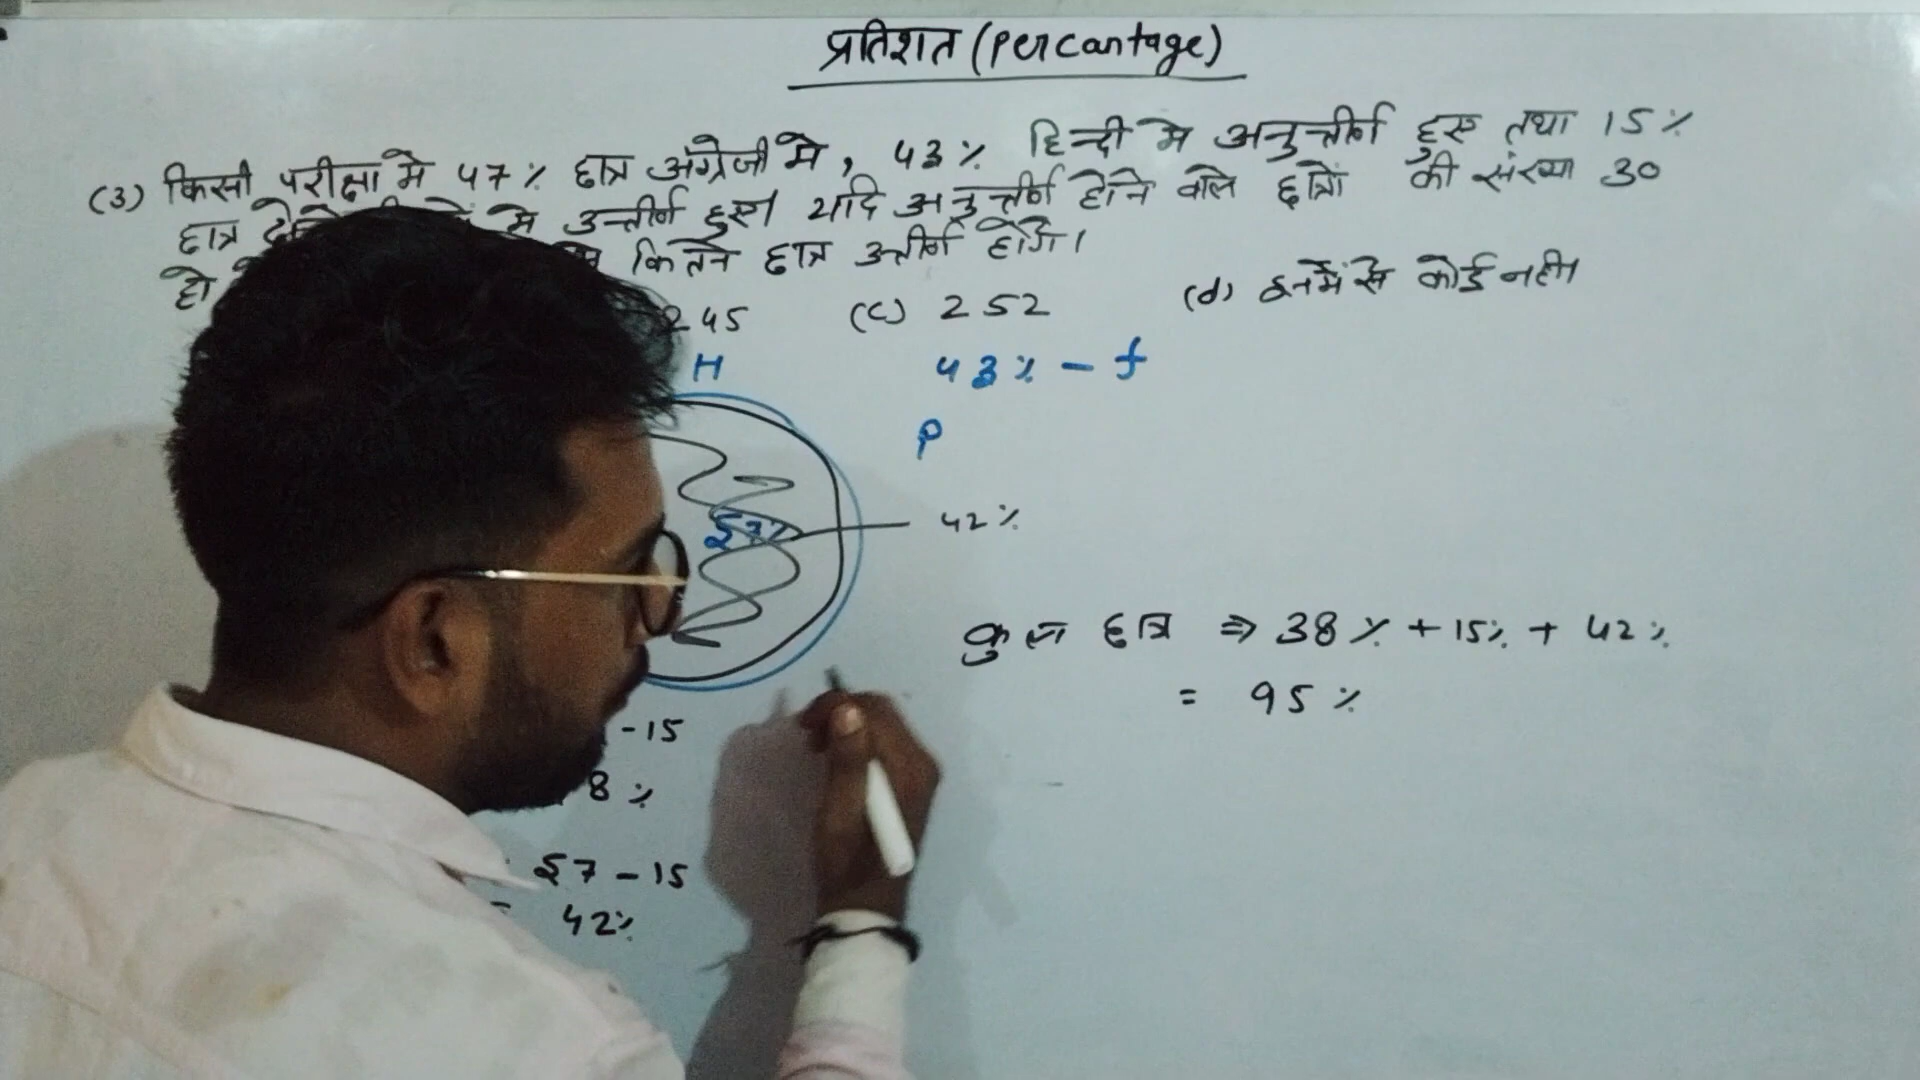 प्रतिशत (Percantage)
(3) किसी परीक्षा मे 47% छात्र अंग्रेजी मे, 43% हिन्दी मे अनुत्तीर्ण हुए तथा 15%
छात्र मे उत्तीर्ण हुए। यदि अनुत्तीर्ण होने वाले छात्रों की संख्या 30
हो कितने छात्र उत्तीर्ण होंगे।
245 (c) 252 (d) इनमें से कोई नही।
H 43% - f
P
57% 42%
कुल छात्र ⇒ 38% + 15% + 42%
= 95%
- 15
8%
57 - 15
= 42%